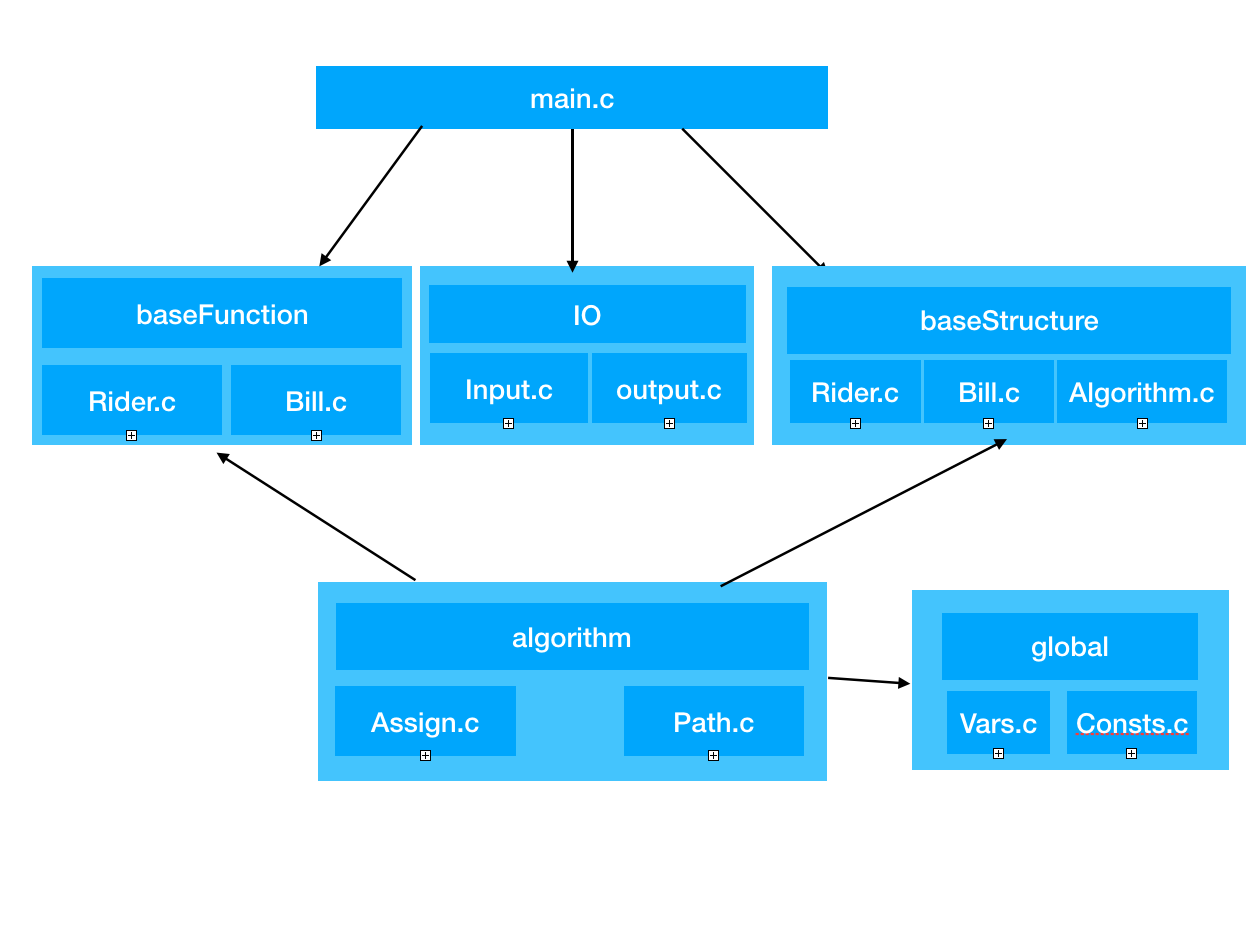 main.c
baseFunction
Rider.c
Bill.c
IO
Input.c
output.c
baseStructure
Rider.c
Bill.c
Algorithm.c
algorithm
Assign.c
Path.c
global
Vars.c
Consts.c